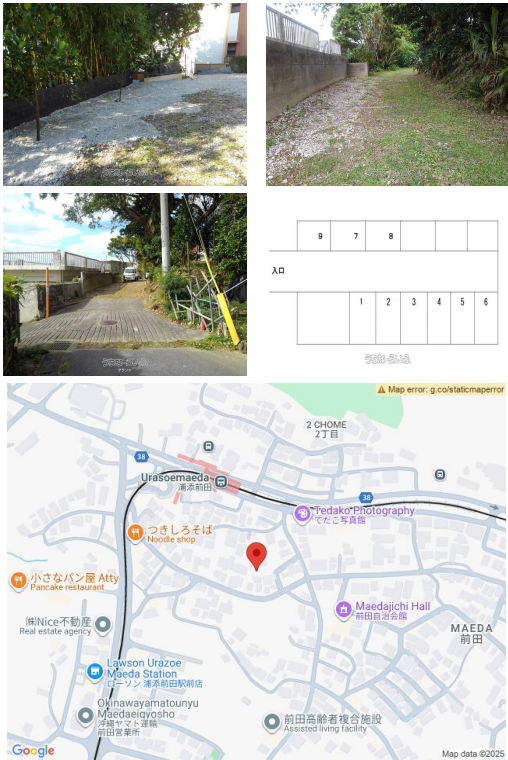 9 7 8
入口
1 2 3 4 5 6
Map error: g.co/staticmaperror
2 CHOME
2丁目
38
Urasoemaeda
浦添前田
38
Tedako Photography
てだこ写真館
つきしろそば
Noodle shop
小さなパン屋 Atty
Pancake restaurant
Maedajichi Hall
前田自治会館
㈱Nice不動産
Real estate agency
MAEDA
前田
Lawson Urazoe
Maeda Station
ローソン 浦添前田駅前店
Okinawayamatounyu
Maedaeigyosho
沖縄ヤマト運輸
前田営業所
前田高齢者複合施設
Assisted living facility
Google
Map data ©2025